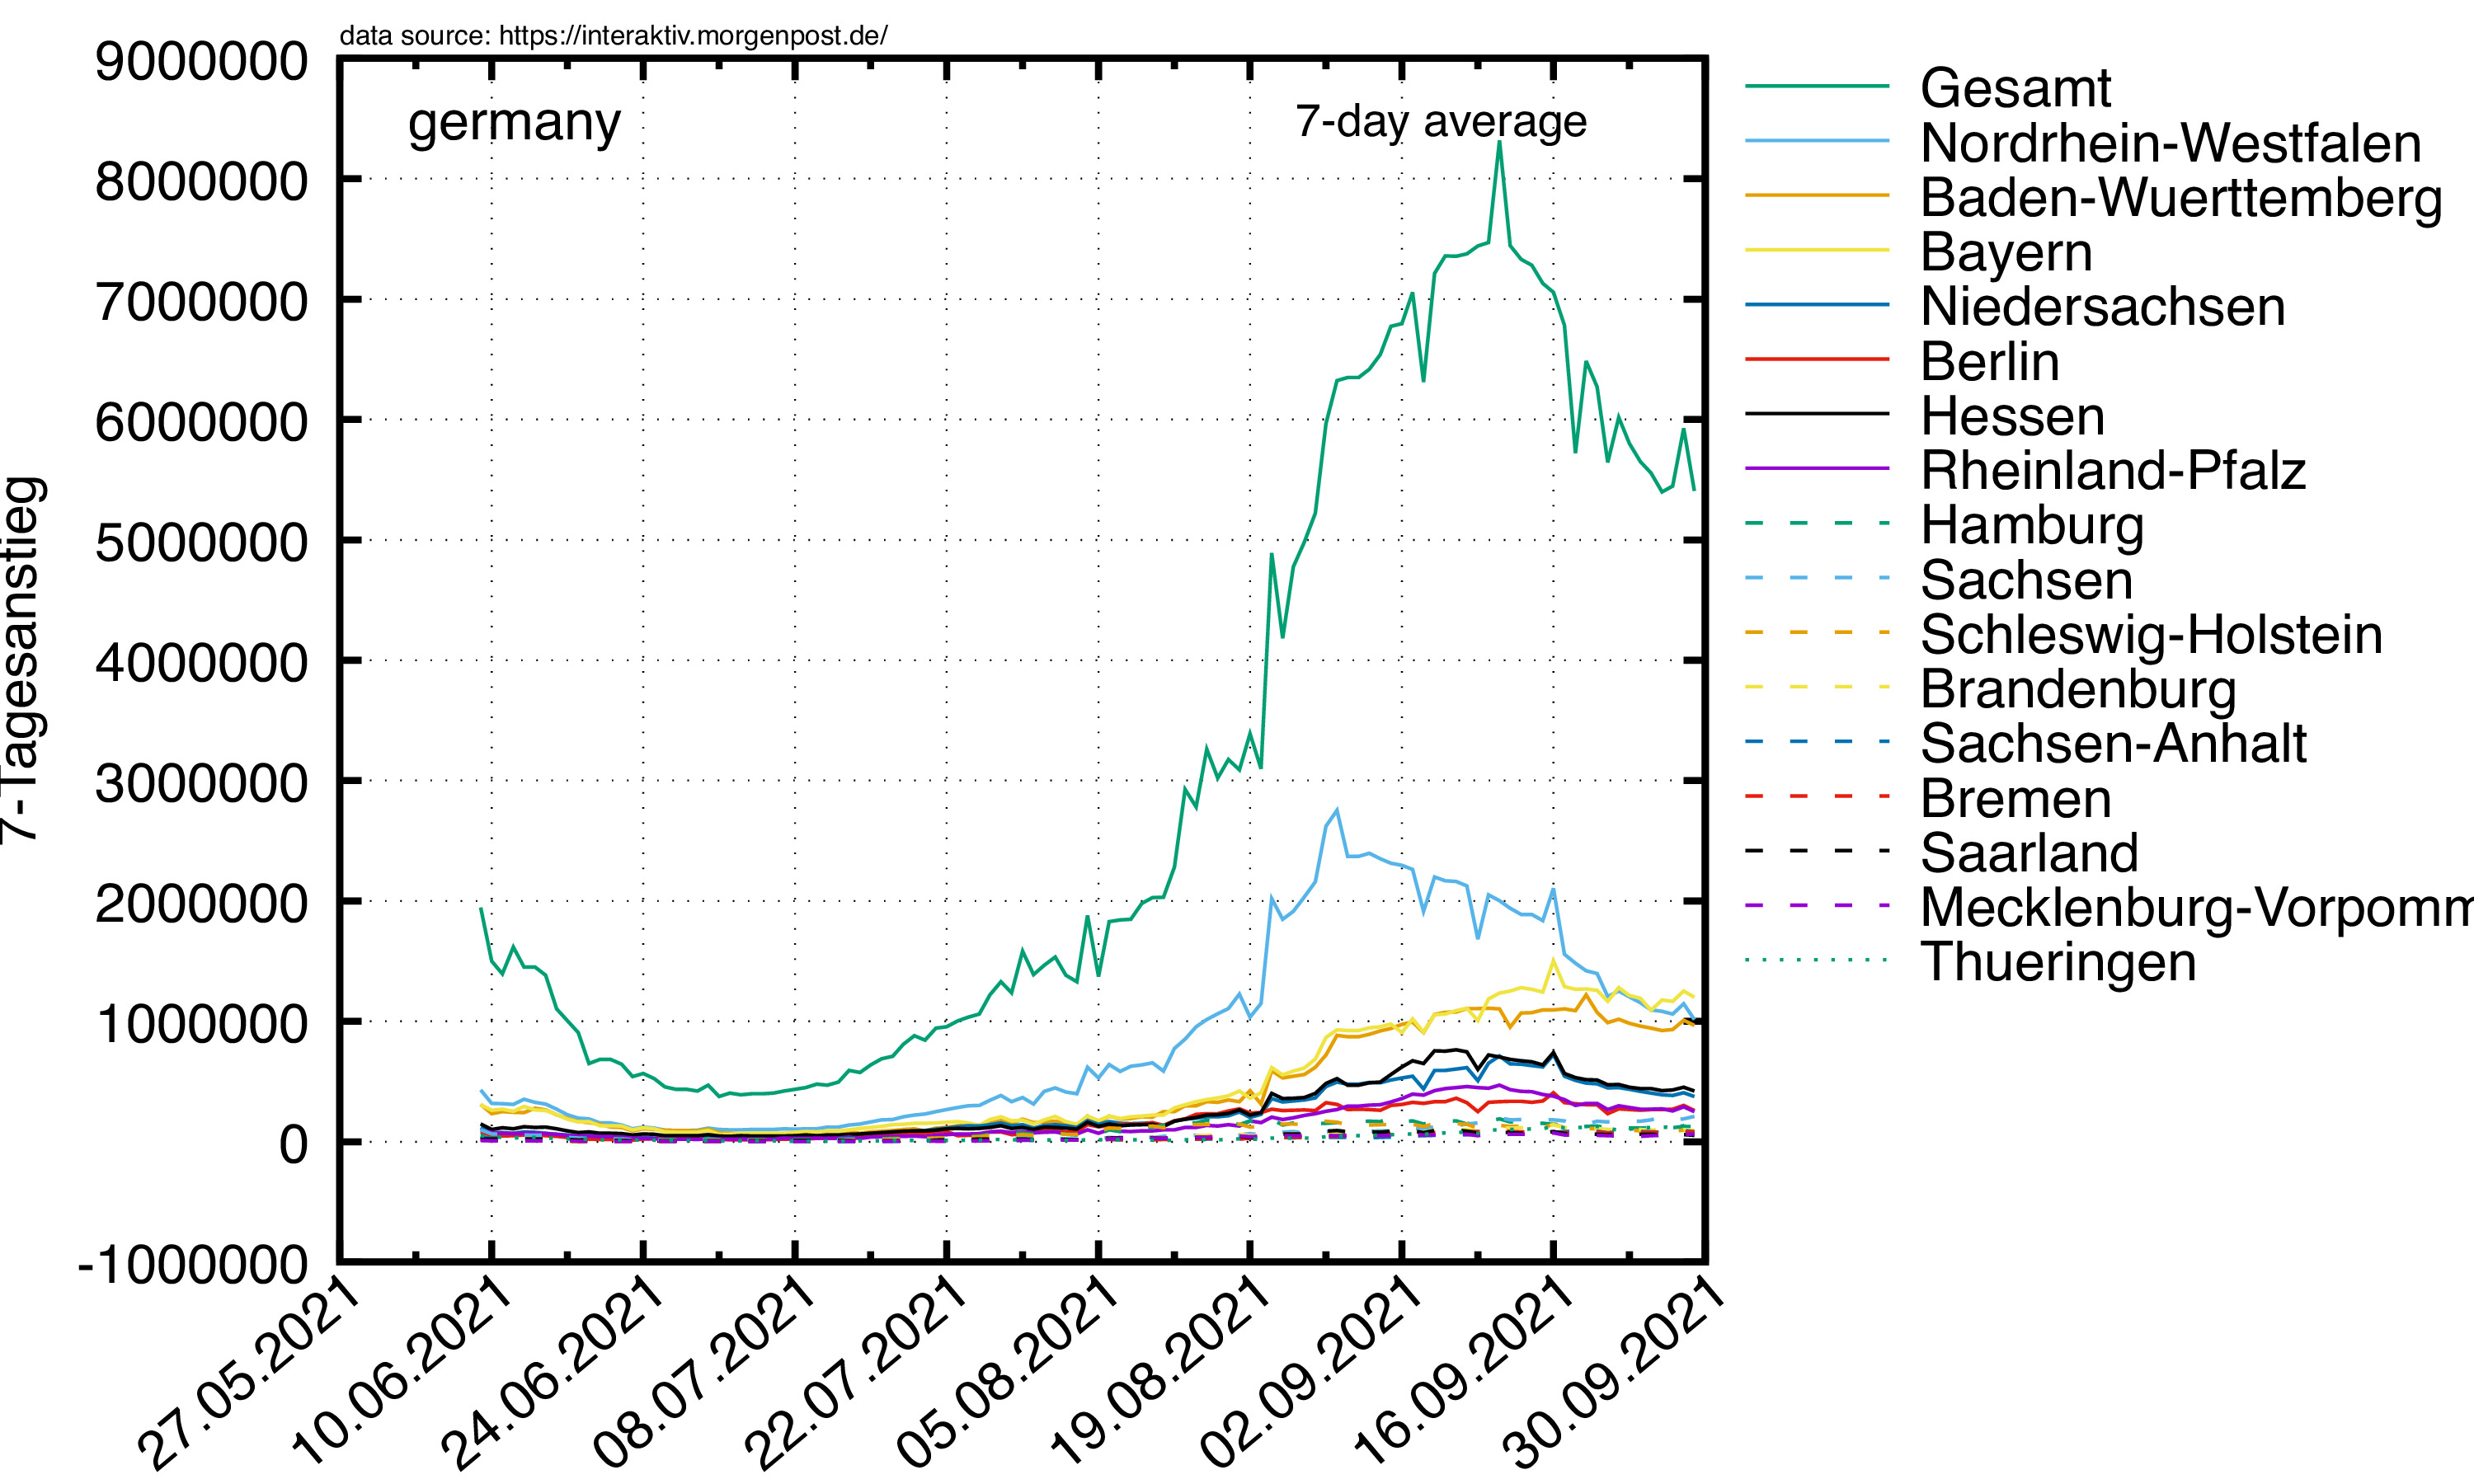 data source: https://interaktiv.morgenpost.de/
germany
7-day average
7-Tagesanstieg
9000000
8000000
7000000
6000000
5000000
4000000
3000000
2000000
1000000
0
-1000000
27.05.2021
10.06.2021
24.06.2021
08.07.2021
22.07.2021
05.08.2021
19.08.2021
02.09.2021
16.09.2021
30.09.2021
Gesamt
Nordrhein-Westfalen
Baden-Wuerttemberg
Bayern
Niedersachsen
Berlin
Hessen
Rheinland-Pfalz
Hamburg
Sachsen
Schleswig-Holstein
Brandenburg
Sachsen-Anhalt
Bremen
Saarland
Mecklenburg-Vorpomm
Thueringen